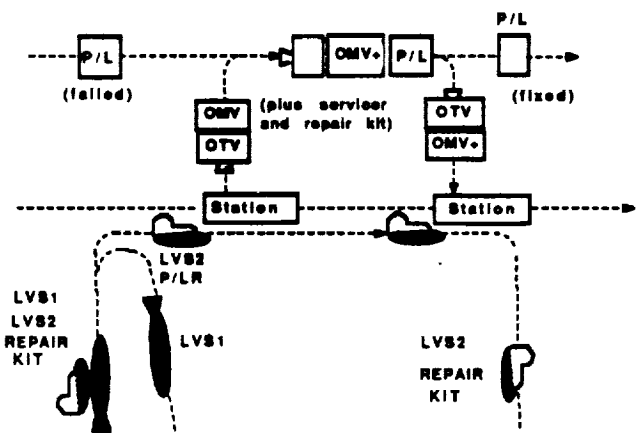 P/L
P/L
OMV+
P/L
(failed)
(fixed)
OMV
(plus servicer
and repair kit)
OTV
OTV
OMV+
Station
Station
LVS2
P/LR
LVS1
LVS2
REPAIR
KIT
LVS1
LVS2
REPAIR
KIT